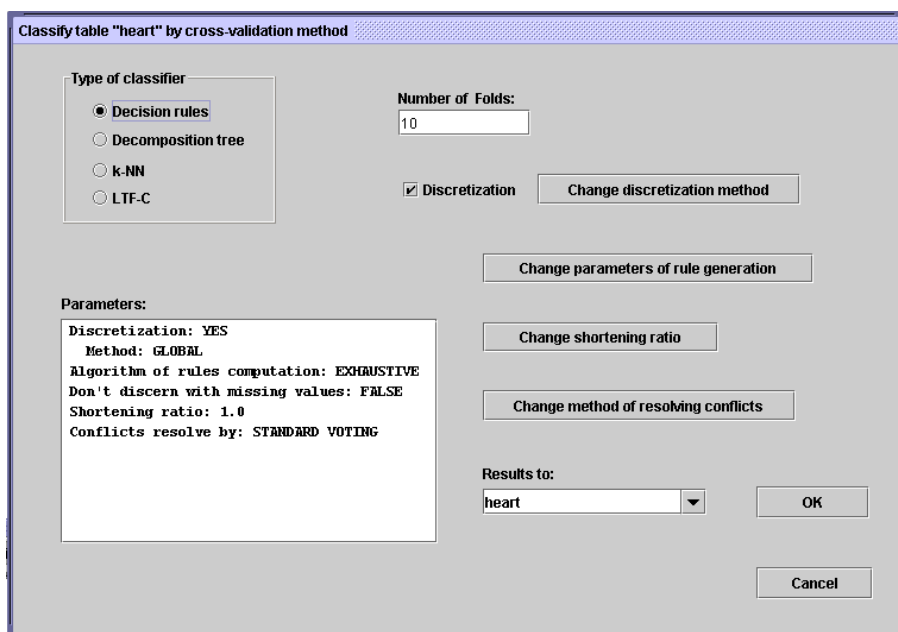 Classify table "heart" by cross-validation method
Type of classifier
Decision rules
Decomposition tree
k-NN
LTF-C
Number of Folds:
10
Discretization
Change discretization method
Change parameters of rule generation
Parameters:
Discretization: YES
Method: GLOBAL
Algorithm of rules computation: EXHAUSTIVE
Don't discern with missing values: FALSE
Shortening ratio: 1.0
Conflicts resolve by: STANDARD VOTING
Change shortening ratio
Change method of resolving conflicts
Results to:
heart
OK
Cancel